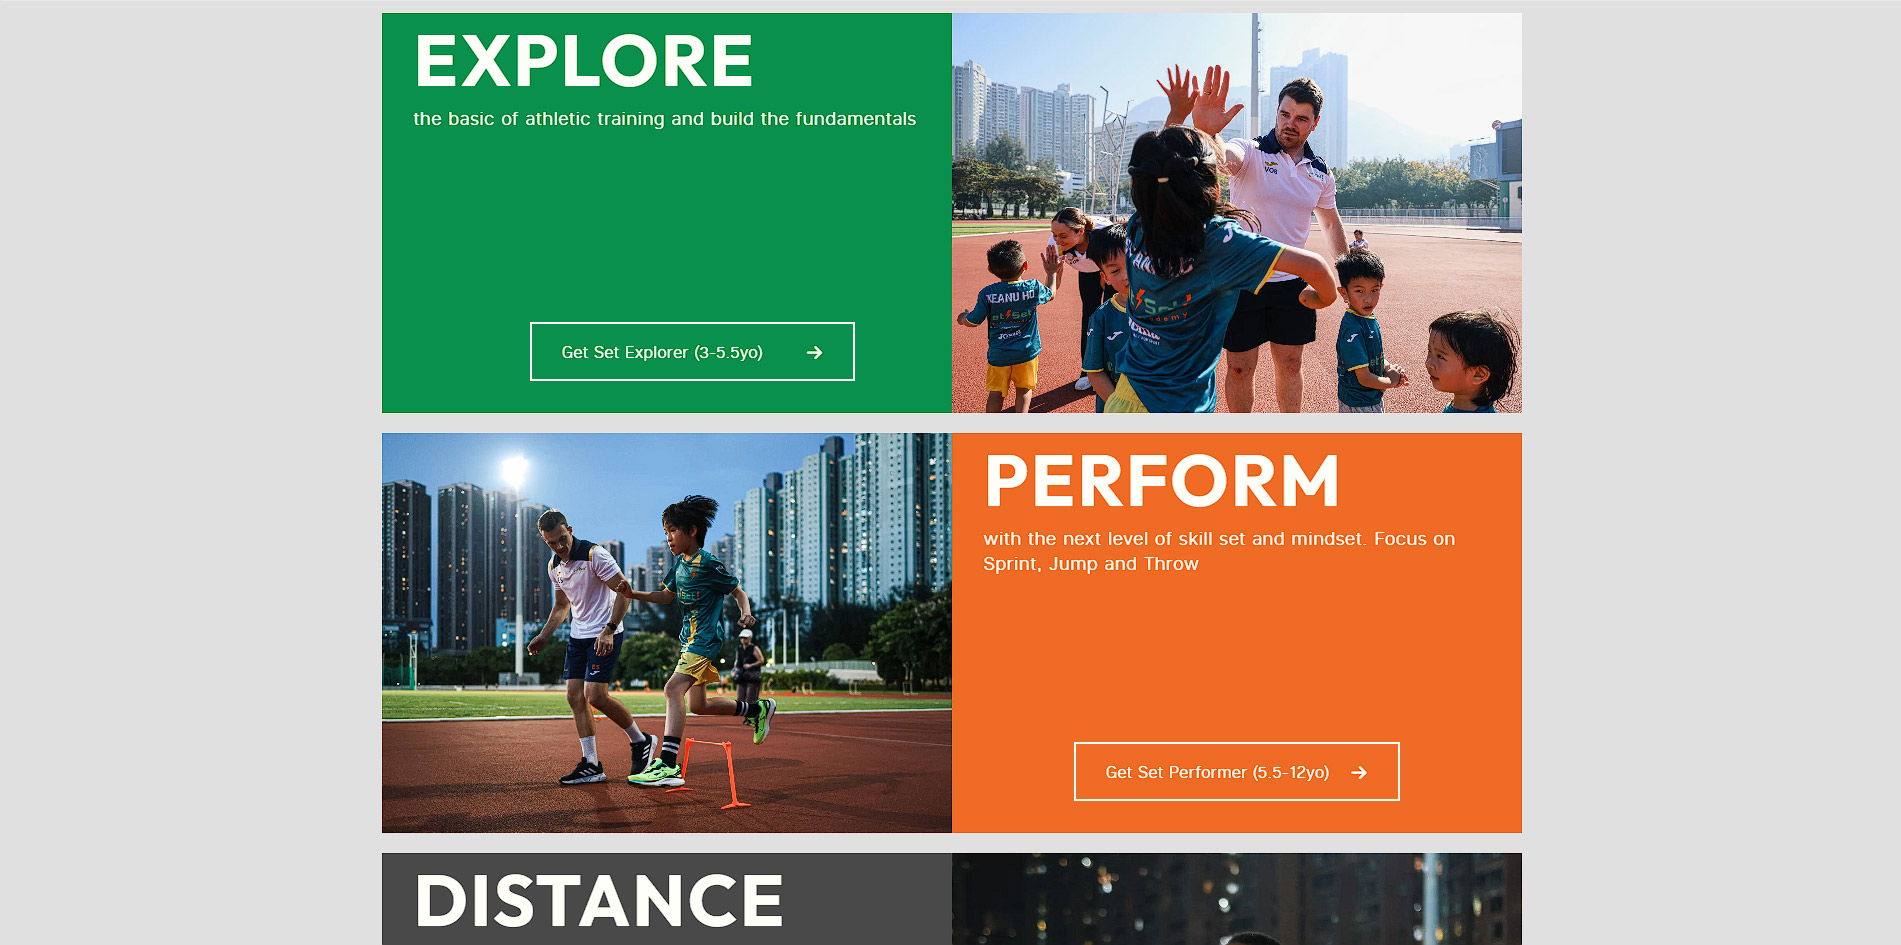 EXPLORE
the basic of athletic training and build the fundamentals
Get Set Explorer (3-5.5yo)
KEANU HO
PERFORM
with the next level of skill set and mindset. Focus on
Sprint, Jump and Throw
Get Set Performer (5.5-12yo)
DISTANCE